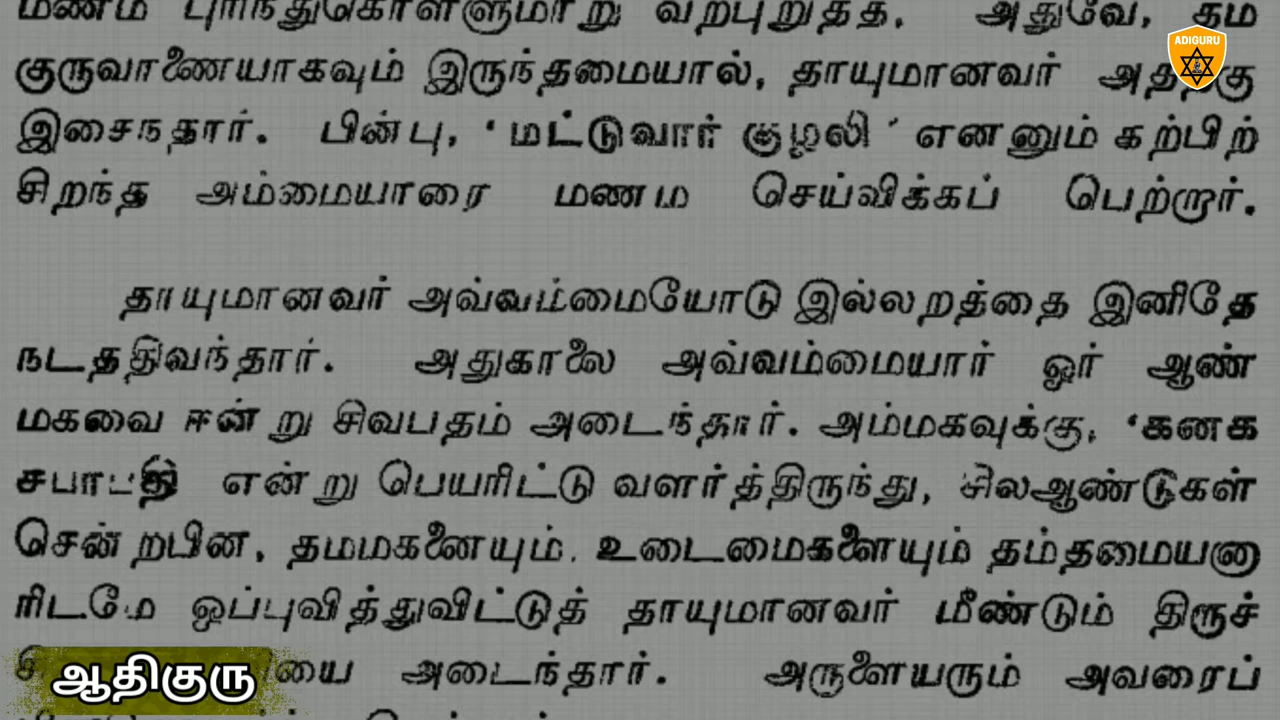 மணம் புரிந்துகொள்ளுமாறு வற்புறுத்த. அதுவே, தம
ADIGURU
குருவாணையாகவும் இருந்தமையால், தாயுமானவர் அதற்கு
இசைநதார். பின்பு, ‘மட்டுவார் குழலி’ எனனும் கற்பிற்
சிறந்த அம்மையாரை மணம செய்விக்கப் பெற்றார்.
தாயுமானவர் அவ்வம்மையோடு இல்லறத்தை இனிதே
நடததிவந்தார். அதுகாலை அவ்வம்மையார் ஓர் ஆண்
மகவை ஈன்று சிவபதம் அடைந்தார். அம்மகவுக்கு, ‘கனக
சபாபதி என்று பெயரிட்டு வளர்த்திருந்து, சிலஆண்டுகள்
சென்றபின, தமமகனையும். உடைமைகளையும் தம்தமையனா
ரிடமே ஒப்புவித்துவிட்டுத் தாயுமானவர் மீண்டும் திருச்
யை அடைந்தார். அருளையரும் அவரைப்
ஆதிகுரு